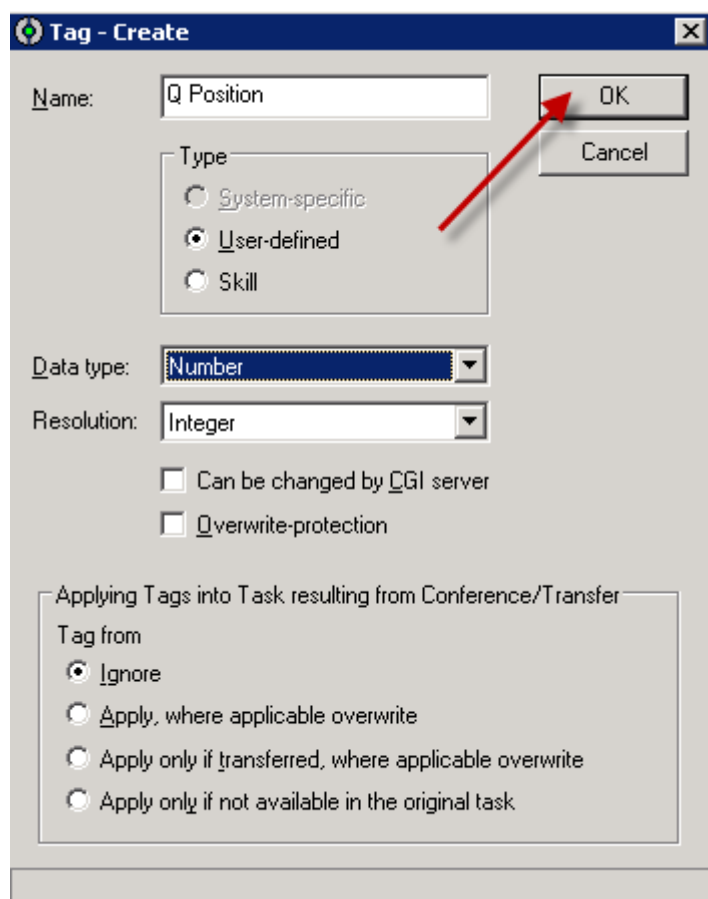 Tag - Create
Name: Q Position OK
Cancel
Type
System-specific
User-defined
Skill
Data type: Number
Resolution: Integer
Can be changed by CGI server
Overwrite-protection
Applying Tags into Task resulting from Conference/Transfer
Tag from
Ignore
Apply, where applicable overwrite
Apply only if transferred, where applicable overwrite
Apply only if not available in the original task